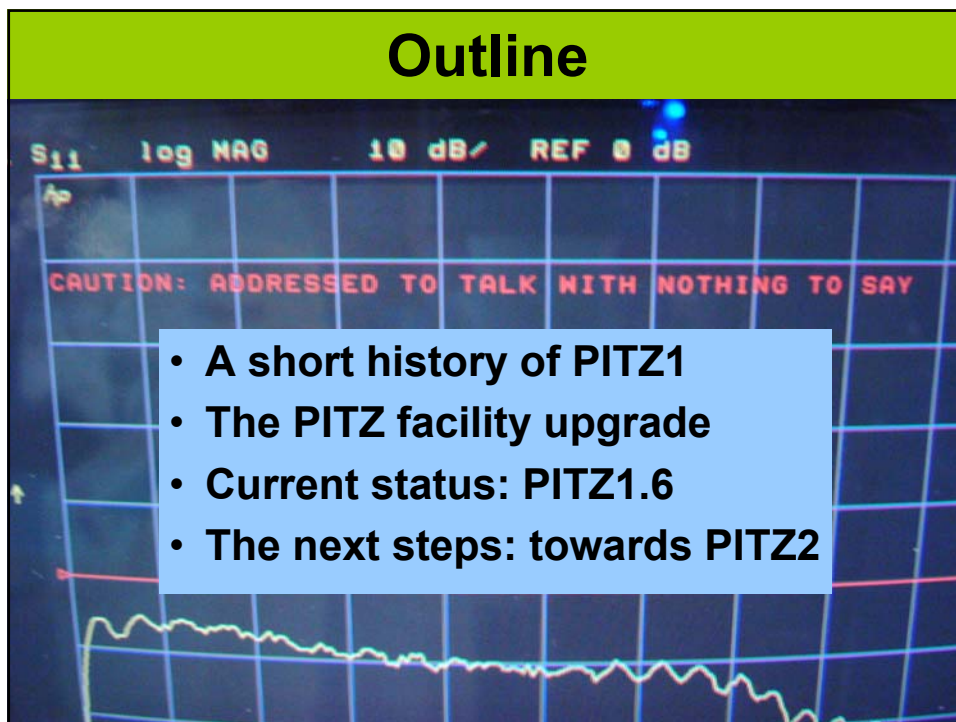 Outline
S11 log MAG 10 dB/ REF 0 dB
Ap
CAUTION: ADDRESSED TO TALK WITH NOTHING TO SAY
• A short history of PITZ1
• The PITZ facility upgrade
• Current status: PITZ1.6
• The next steps: towards PITZ2